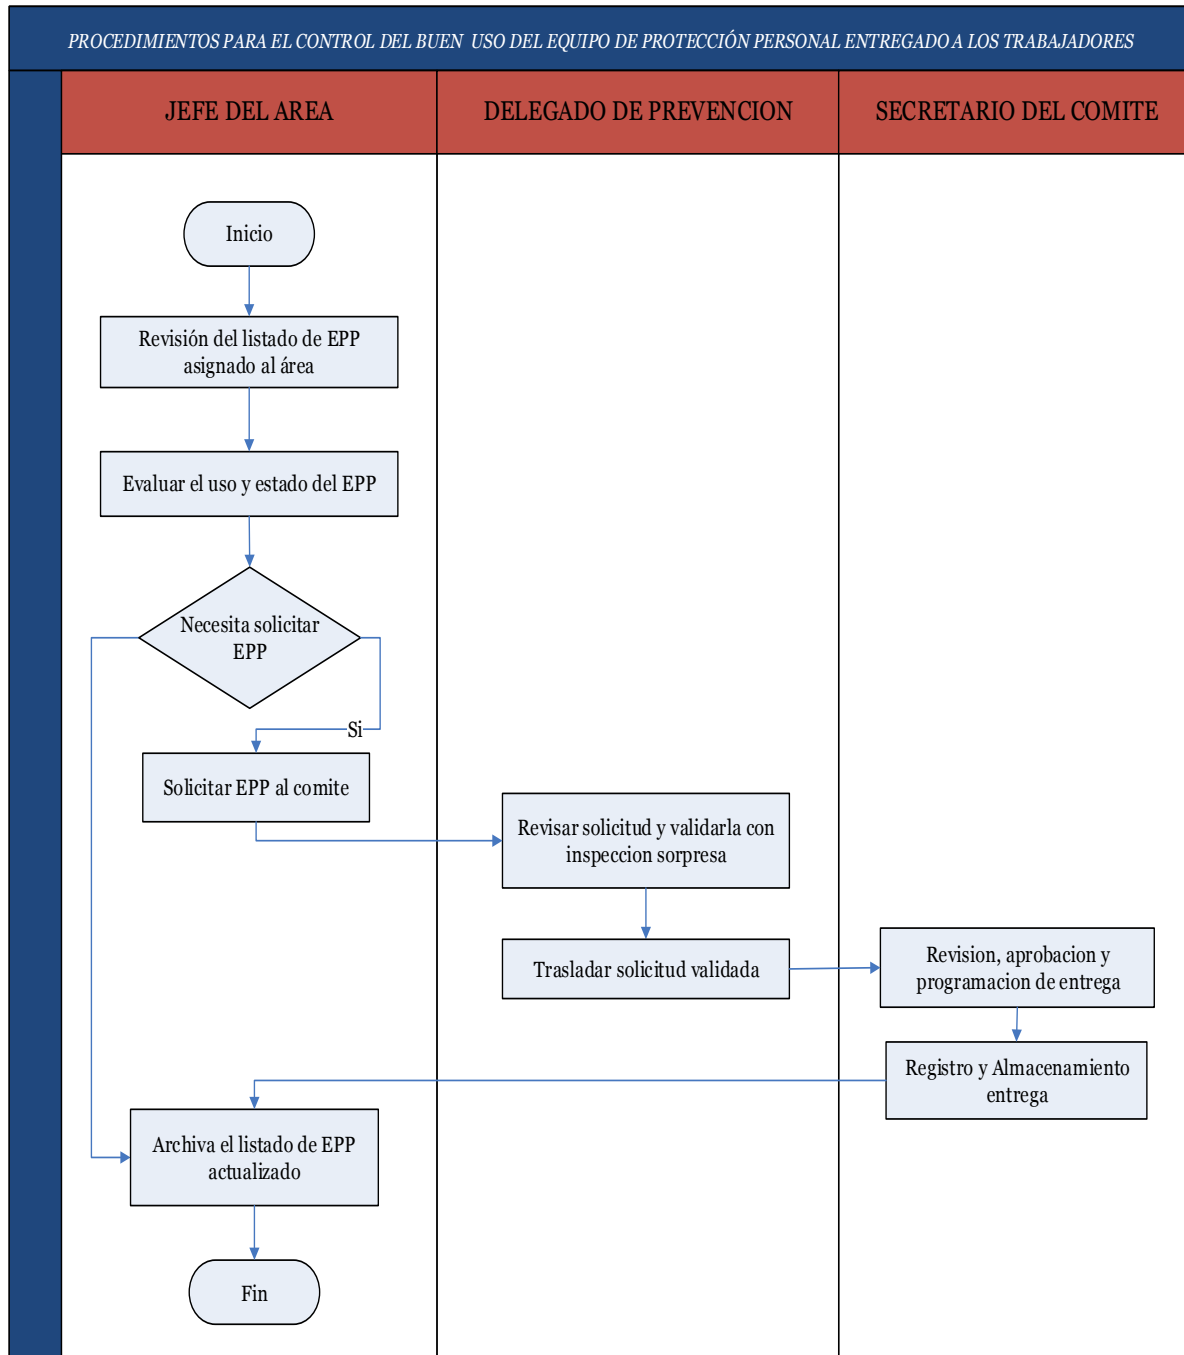 PROCEDIMIENTOS PARA EL CONTROL DEL BUEN USO DEL EQUIPO DE PROTECCIÓN PERSONAL ENTREGADO A LOS TRABAJADORES
JEFE DEL AREA
DELEGADO DE PREVENCION
SECRETARIO DEL COMITE
Inicio
Revisión del listado de EPP
asignado al área
Evaluar el uso y estado del EPP
Necesita solicitar
EPP
Si
Solicitar EPP al comite
Revisar solicitud y validarla con
inspeccion sorpresa
Trasladar solicitud validada
Revision, aprobacion y
programacion de entrega
Registro y Almacenamiento
entrega
Archiva el listado de EPP
actualizado
Fin